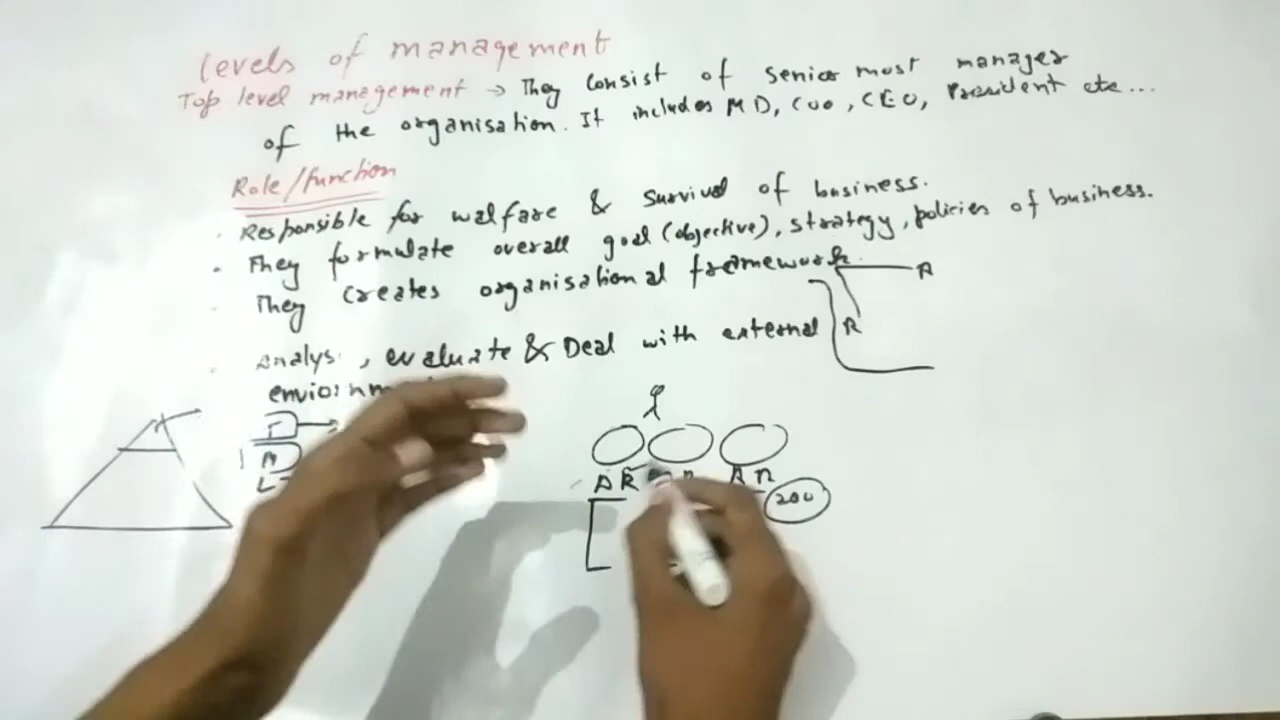 Levels of management
Top level management → They Consist of Senior most manager
of the organisation. It includes MD, COO, CEO, President etc...
Role/function
· Responsible for welfare & Survival of business.
· They formulate overall goal (objective), strategy, policies of business.
· They Creates organisational framework.
R
R
· Analys , evaluate & Deal with external
T
M
L
A R
A n
200